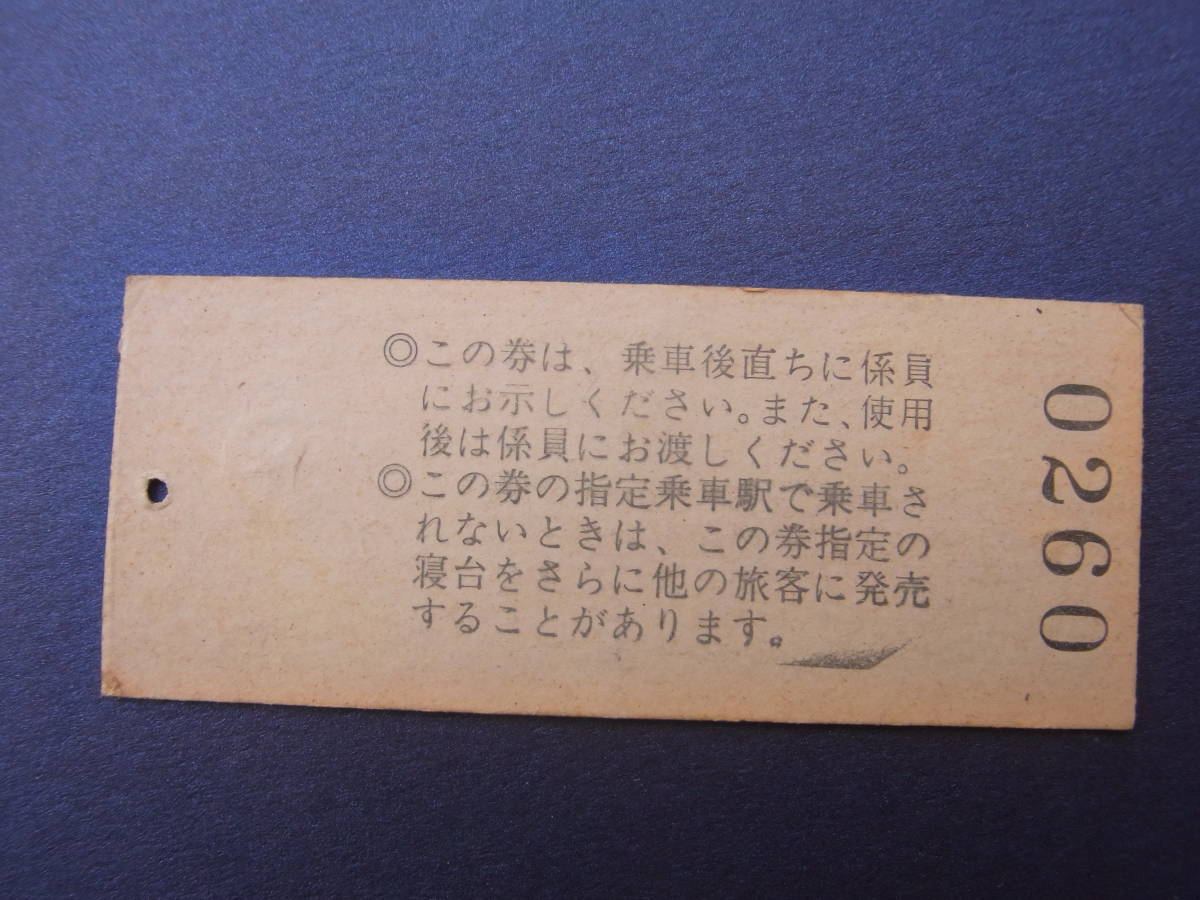 ◎この券は、乗車後直ちに係員
にお示しください。また、使用
後は係員にお渡しください。
◎この券の指定乗車駅で乗車さ
れないときは、この券指定の
寝台をさらに他の旅客に発売
することがあります。
0260